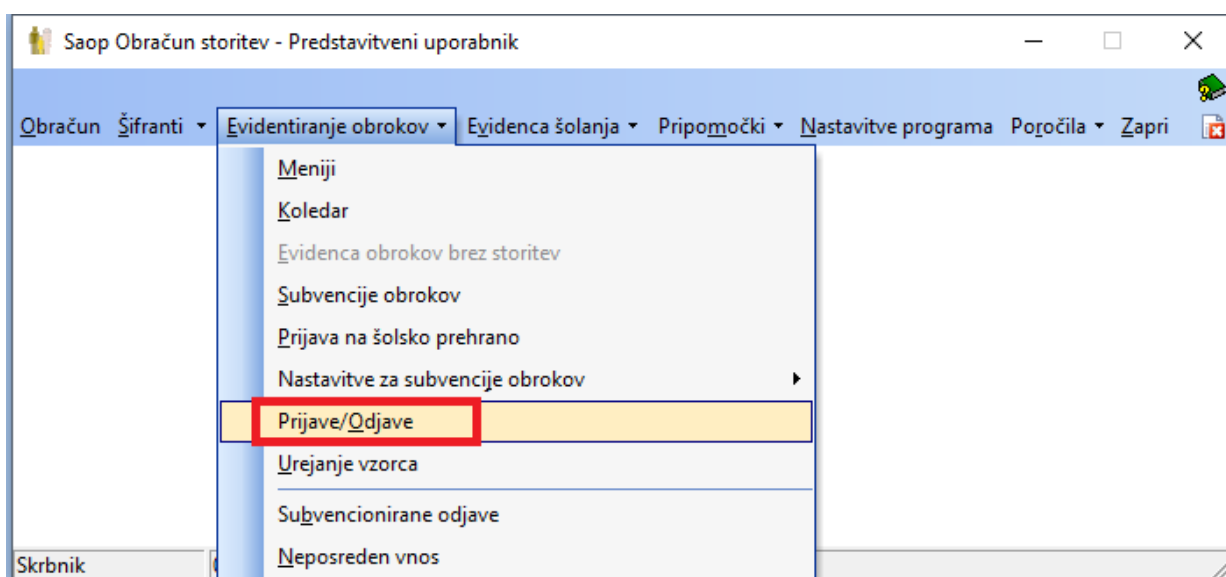 Saop Obračun storitev - Predstavitveni uporabnik
Obračun Šifranti Evidentiranje obrokov Evidenca šolanja Pripomočki Nastavitve programa Poročila Zapri
Meniji
Koledar
Evidenca obrokov brez storitev
Subvencije obrokov
Prijava na šolsko prehrano
Nastavitve za subvencije obrokov
Prijave/Odjave
Urejanje vzorca
Subvencionirane odjave
Neposreden vnos
Skrbnik